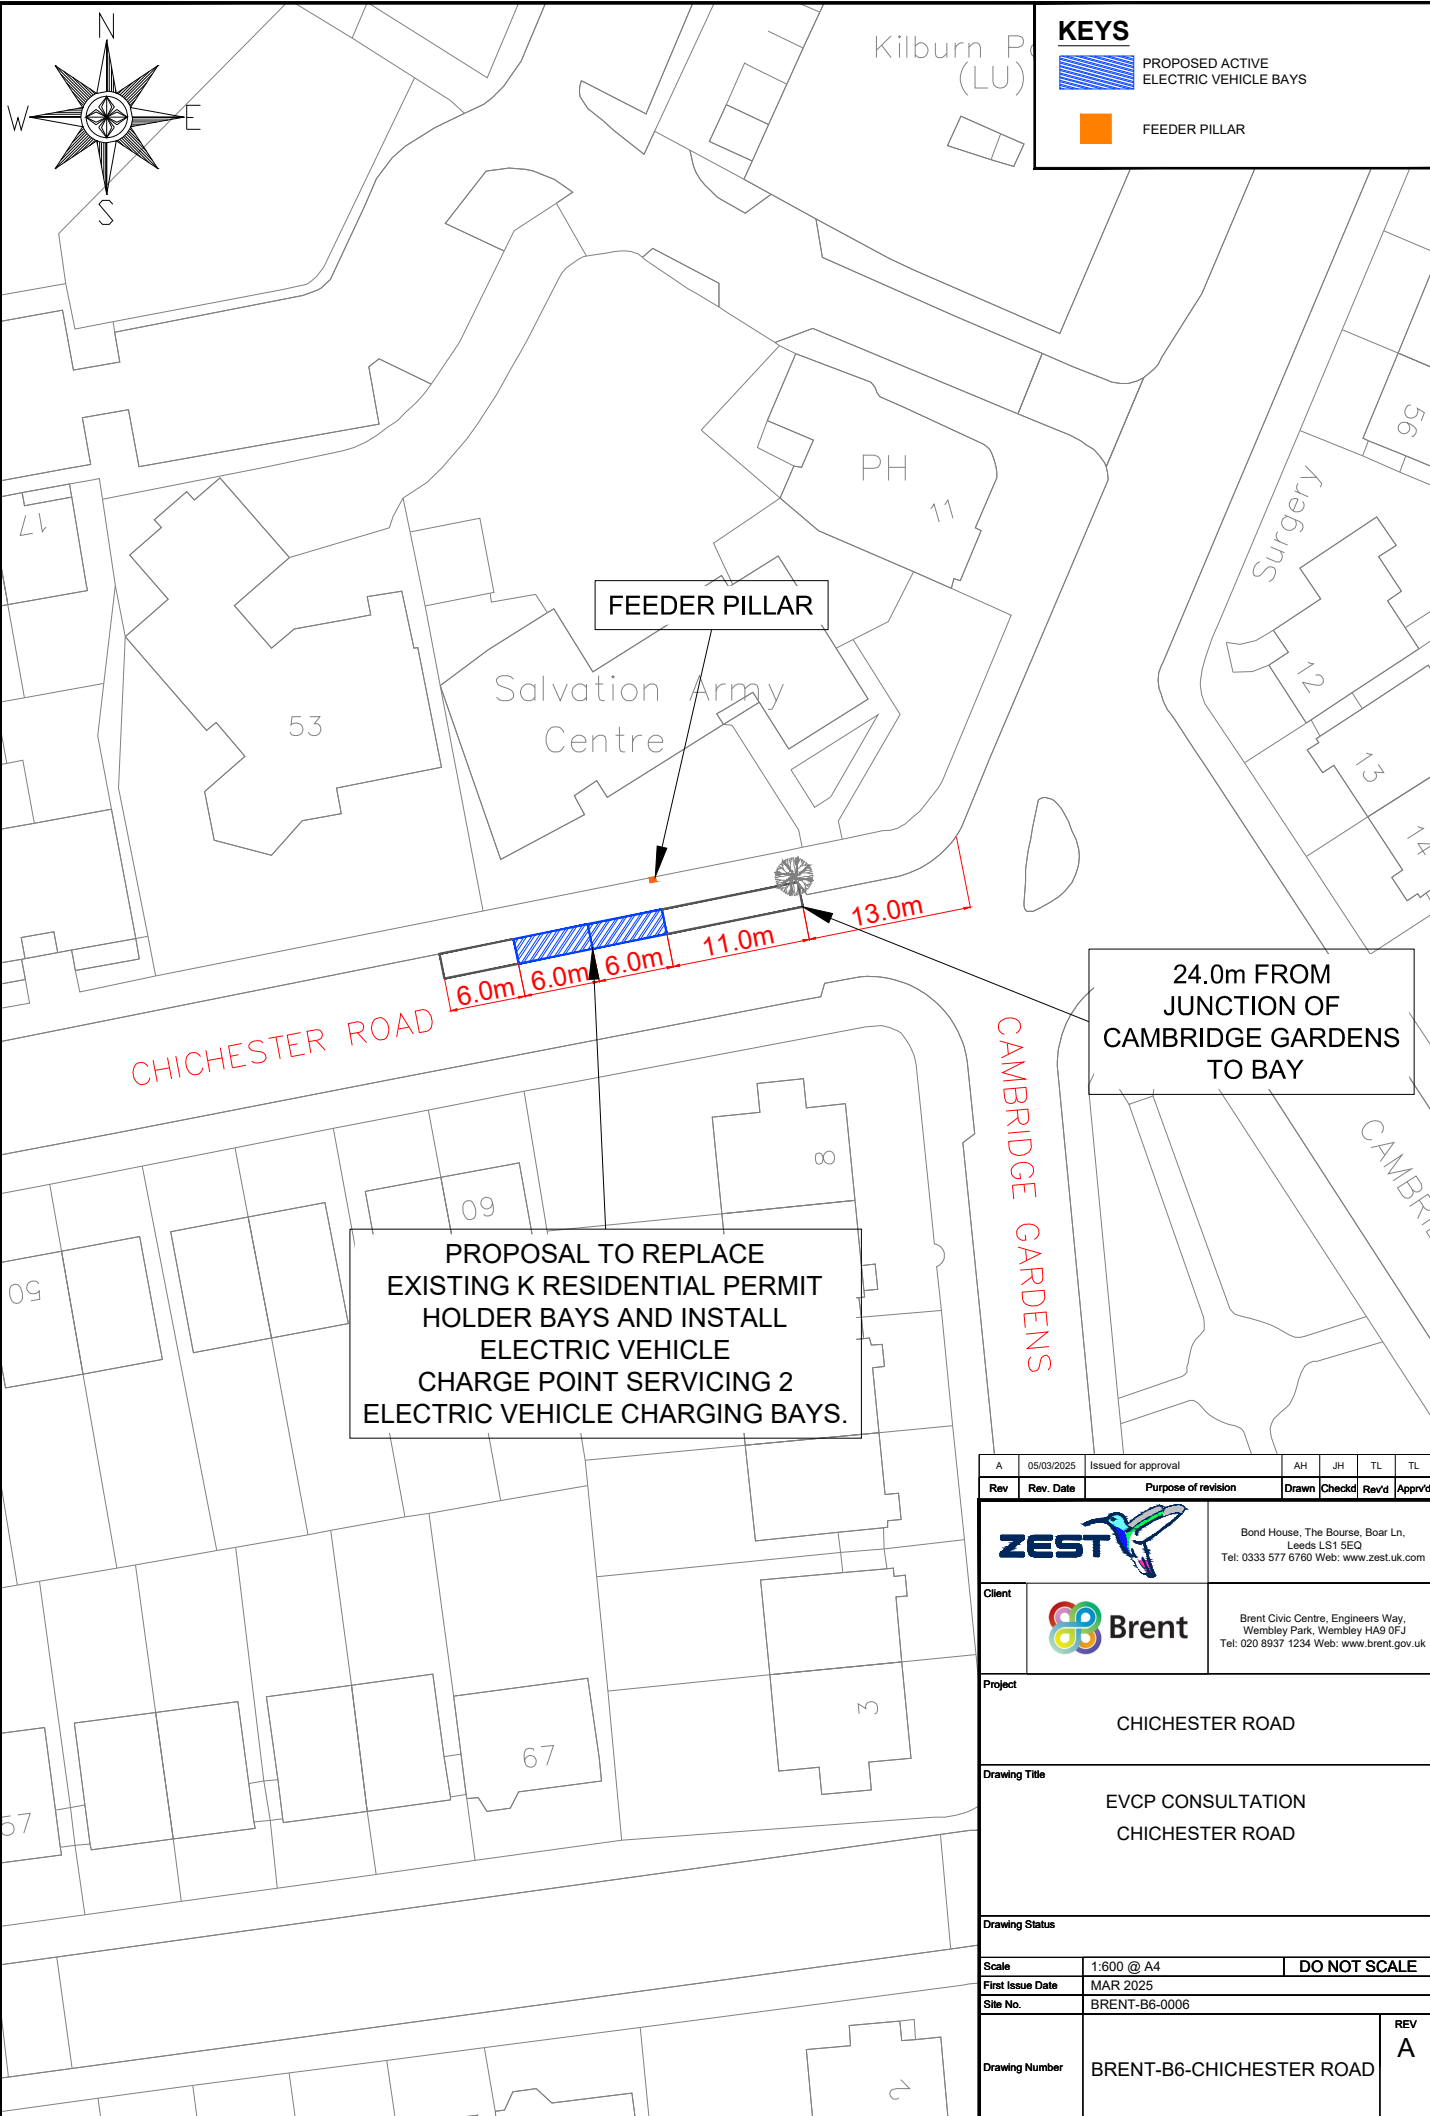 N
W
E
S
Kilburn P
(LU)
KEYS
PROPOSED ACTIVE
ELECTRIC VEHICLE BAYS
FEEDER PILLAR
56
PH
11
Surgery
17
FEEDER PILLAR
12
Salvation Army
Centre
53
13
14
13.0m
11.0m
6.0m
6.0m
6.0m
24.0m FROM
JUNCTION OF
CAMBRIDGE GARDENS
TO BAY
CHICHESTER ROAD
CAMBRIDGE GARDENS
8
60
50
PROPOSAL TO REPLACE
EXISTING K RESIDENTIAL PERMIT
HOLDER BAYS AND INSTALL
ELECTRIC VEHICLE
CHARGE POINT SERVICING 2
ELECTRIC VEHICLE CHARGING BAYS.
A 05/03/2025 Issued for approval AH JH TL TL
Rev Rev. Date Purpose of revision Drawn Checkd Rev'd Apprv'd
ZEST
Bond House, The Bourse, Boar Ln,
Leeds LS1 5EQ
Tel: 0333 577 6760 Web: www.zest.uk.com
Client
Brent
Brent Civic Centre, Engineers Way,
Wembley Park, Wembley HA9 0FJ
Tel: 020 8937 1234 Web: www.brent.gov.uk
Project
CHICHESTER ROAD
3
67
57
Drawing Title
EVCP CONSULTATION
CHICHESTER ROAD
Drawing Status
Scale 1:600 @ A4 DO NOT SCALE
First Issue Date MAR 2025
Site No. BRENT-B6-0006
Drawing Number BRENT-B6-CHICHESTER ROAD
REV
A
2